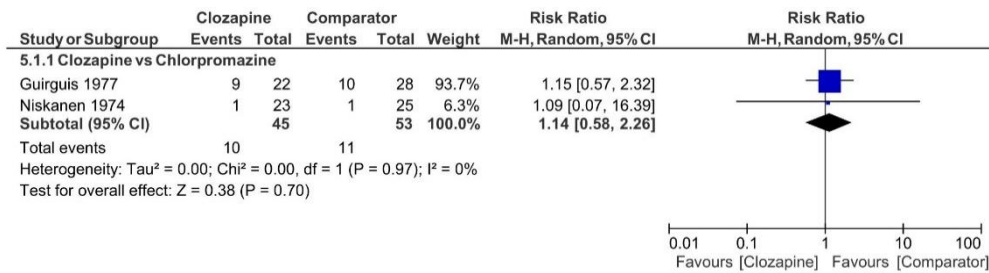 Clozapine Comparator Risk Ratio Risk Ratio
Study or Subgroup Events Total Events Total Weight M-H, Random, 95% CI M-H, Random, 95% CI
5.1.1 Clozapine vs Chlorpromazine
Guirguis 1977 9 22 10 28 93.7% 1.15 [0.57, 2.32]
Niskanen 1974 1 23 1 25 6.3% 1.09 [0.07, 16.39]
Subtotal (95% CI) 45 53 100.0% 1.14 [0.58, 2.26]
Total events 10 11
Heterogeneity: Tau² = 0.00; Chi² = 0.00, df = 1 (P = 0.97); I² = 0%
Test for overall effect: Z = 0.38 (P = 0.70)
0.01 0.1 1 10 100
Favours [Clozapine] Favours [Comparator]